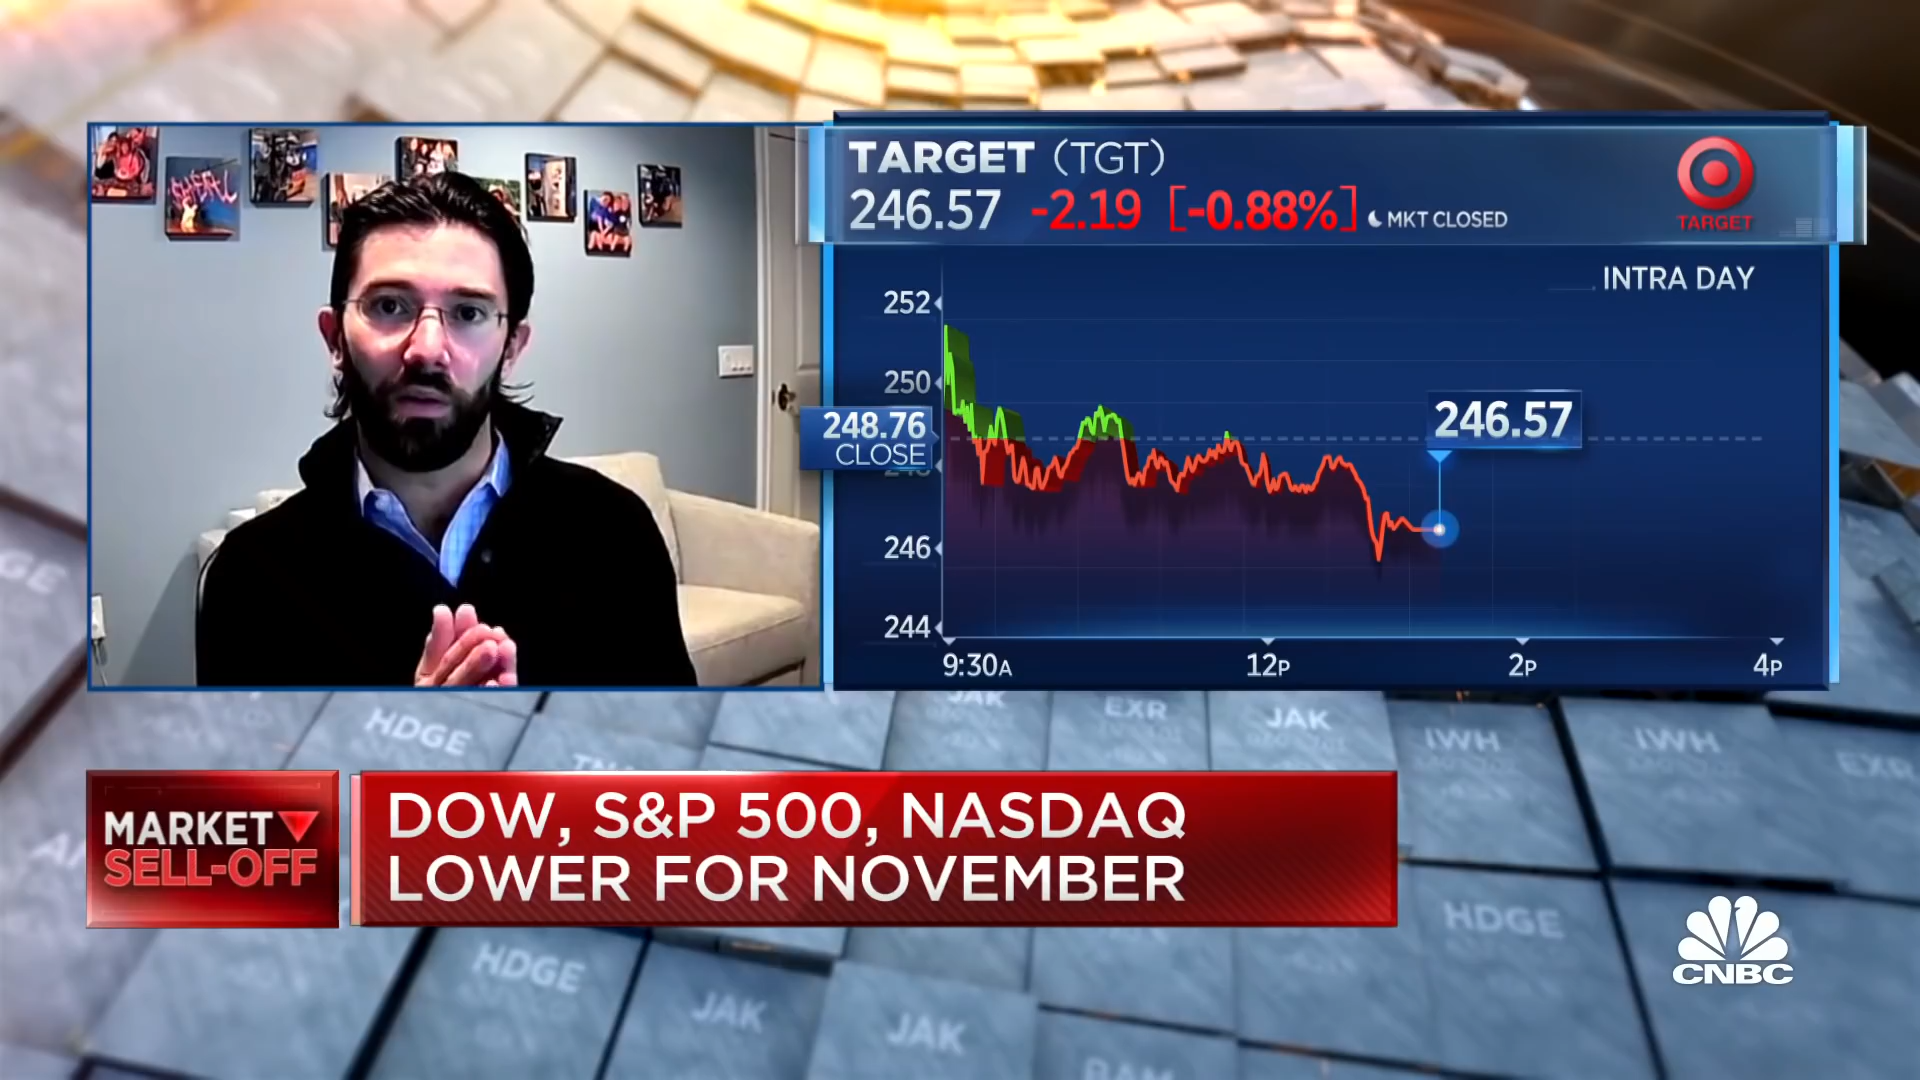 TARGET (TGT)
246.57 -2.19 [-0.88%] MKT CLOSED
TARGET
INTRA DAY
252
250
248.76
CLOSE
246
244
246.57
9:30A
12P
2P
4P
JAK
EXR
JAK
IWH
IWH
EXR
HDGE
MARKET
SELL-OFF
DOW, S&P 500, NASDAQ
LOWER FOR NOVEMBER
HDGE
HDGE
JAK
JAK
CNBC